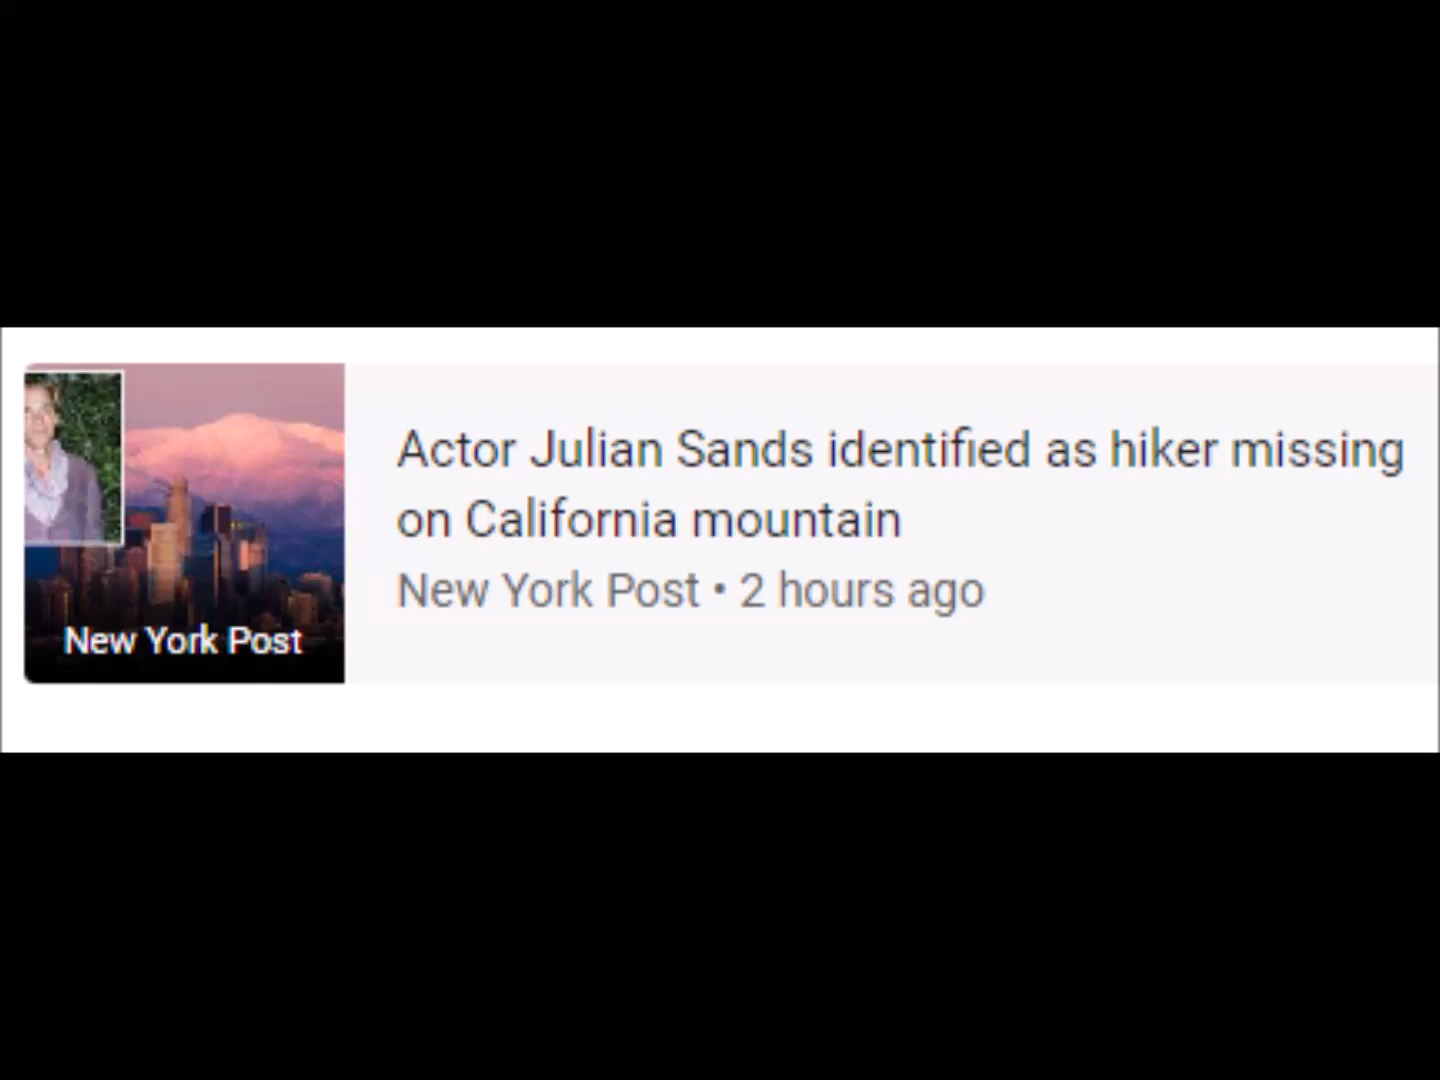 Actor Julian Sands identified as hiker missing
on California mountain
New York Post • 2 hours ago
New York Post